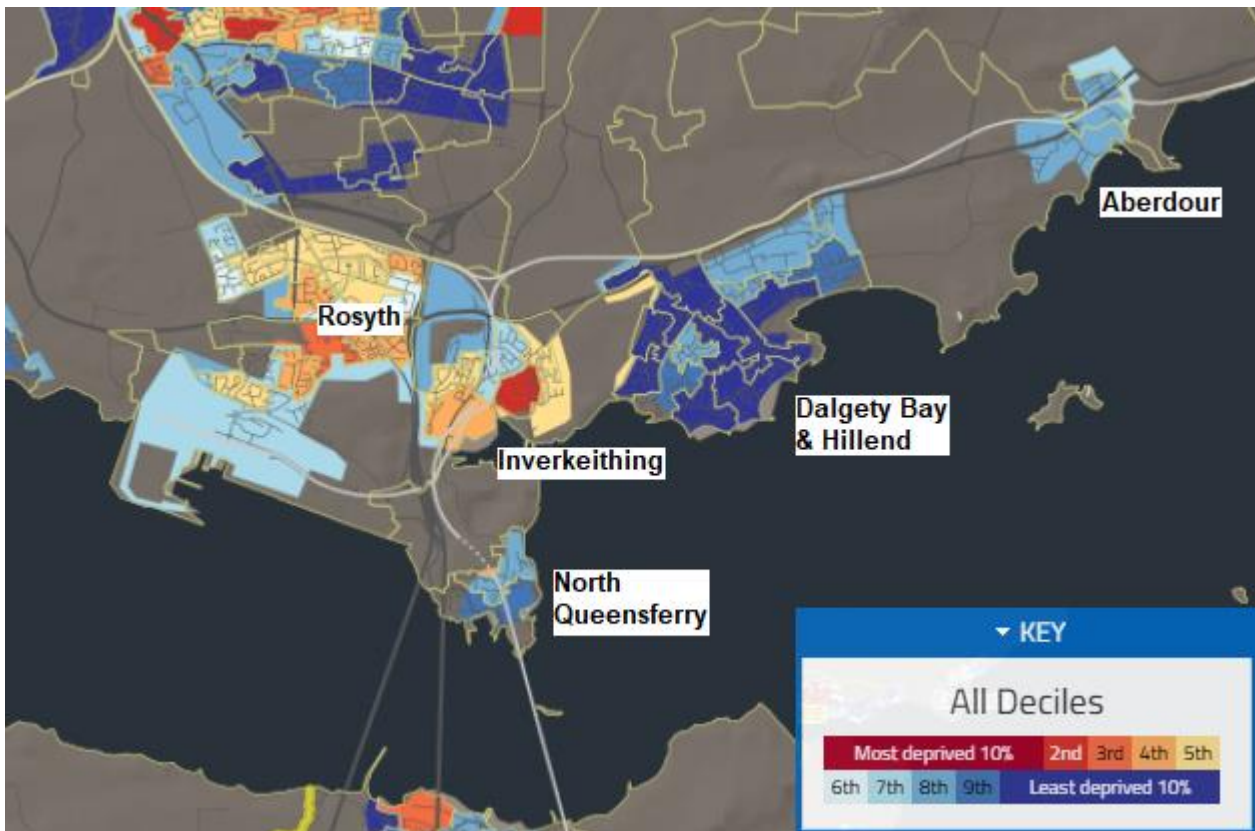 Aberdour
Rosyth
Dalgety Bay
& Hillend
Inverkeithing
North
Queensferry
KEY
All Deciles
Most deprived 10% 2nd 3rd 4th 5th
6th 7th 8th 9th Least deprived 10%